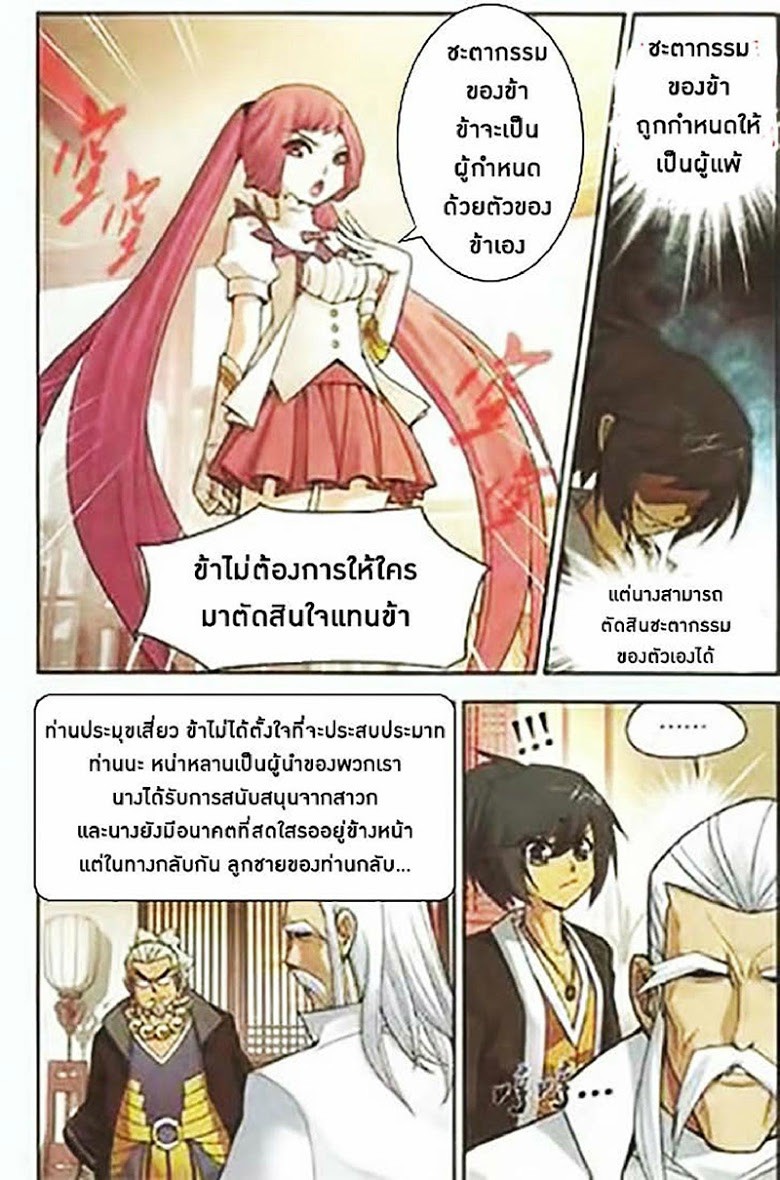 ชะตากรรม
ของข้า
ข้าจะเป็น
ผู้กำหนด
ด้วยตัวของ
ข้าเอง
ข้าไม่ต้องการให้ใคร
มาตัดสินใจแทนข้า
ชะตากรรม
ของข้า
ถูกกำหนดให้
เป็นผู้แพ้
แต่นางสามารถ
ตัดสินชะตากรรม
ของตัวเองได้
ท่านประมุขเสี่ยว ข้าไม่ได้ตั้งใจที่จะประสบประมาท
ท่านนะ หน่าหลานเป็นผู้นำของพวกเรา
นางได้รับการสนับสนุนจากสาวก
และนางยังมีอนาคตที่สดใสรออยู่ข้างหน้า
แต่ในทางกลับกัน ลูกชายของท่านกลับ...
!!!
......